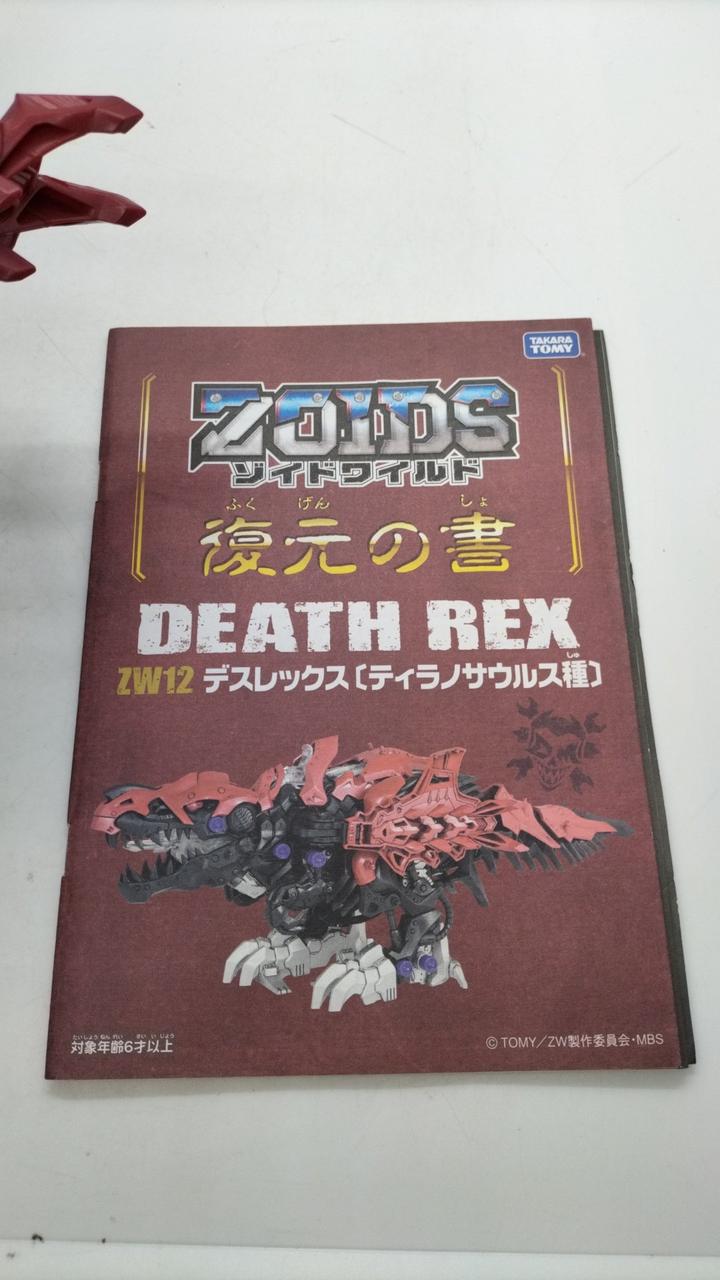 TAKARA TOMY
ZOIDS
ゾイドワイルド
ふく げん しょ
復元の書
DEATH REX
しゅ
ZW12 デスレックス〔ティラノサウルス種〕
たいしょう ねん れい さい い じょう
対象年齢6才以上
© TOMY／ZW製作委員会・MBS